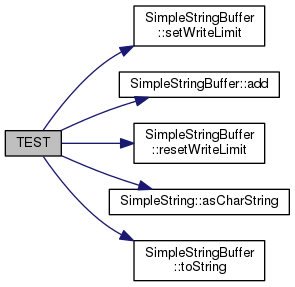 SimpleStringBuffer
::setWriteLimit
SimpleStringBuffer::add
TEST
SimpleStringBuffer
::resetWriteLimit
SimpleString::asCharString
SimpleStringBuffer
::toString